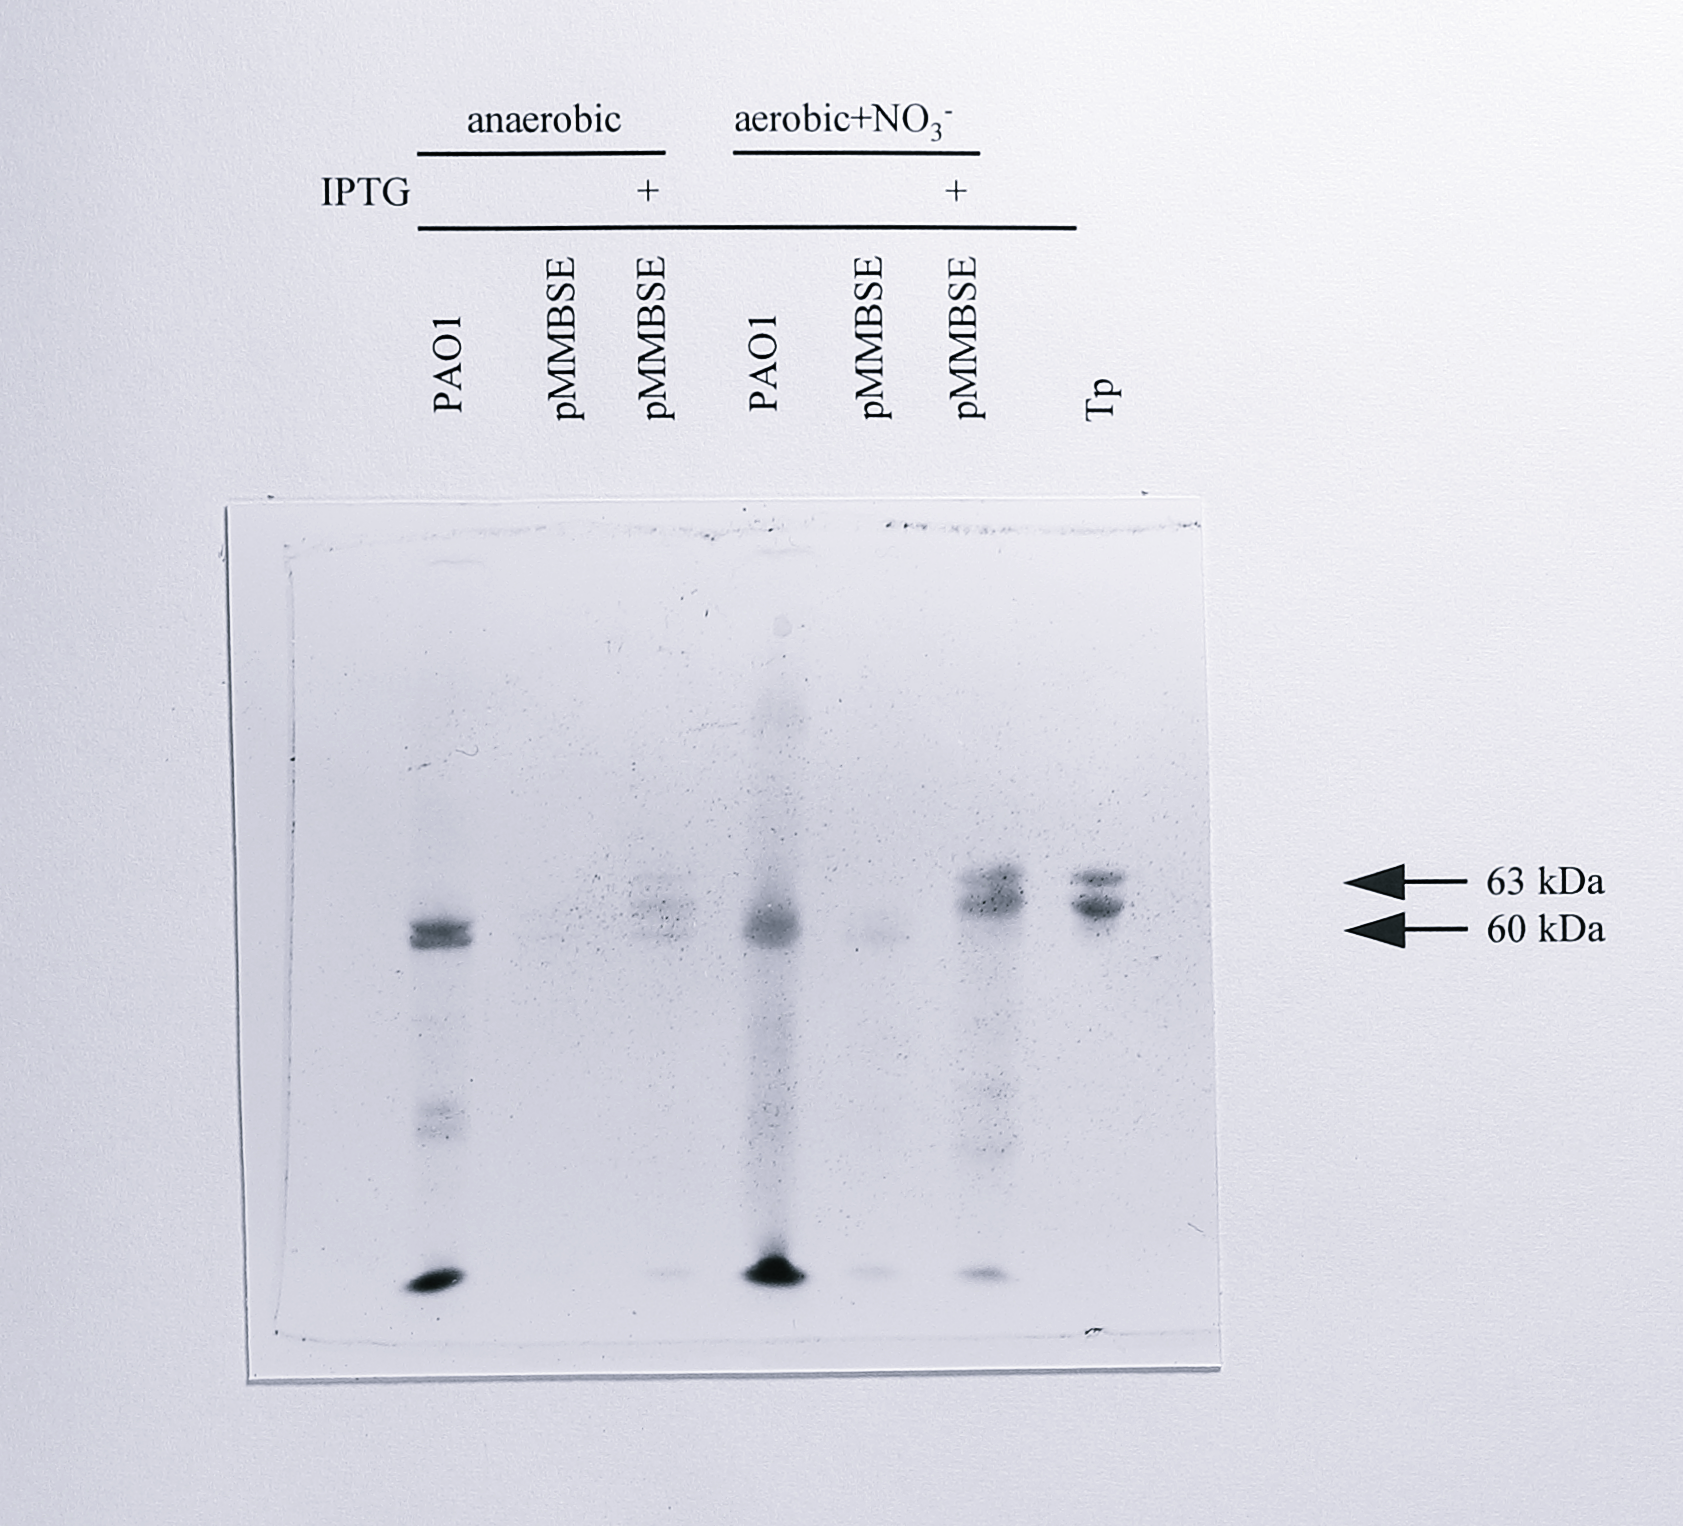 anaerobic aerobic+NO₃⁻
IPTG + +
PAO1 pMMBSE pMMBSE PAO1 pMMBSE pMMBSE Tp
63 kDa
60 kDa